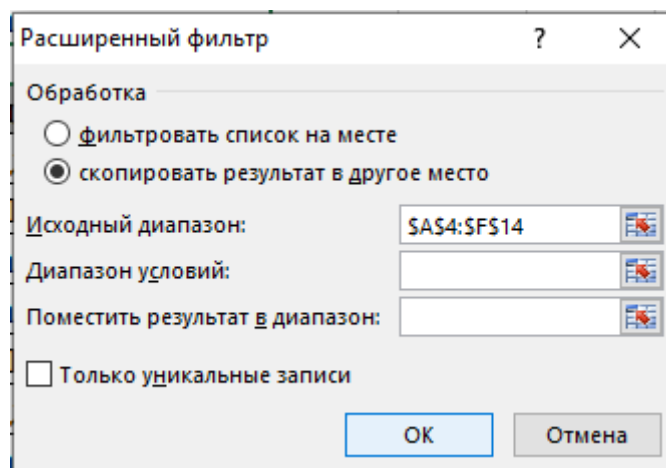 Расширенный фильтр ?
Обработка
фильтровать список на месте
скопировать результат в другое место
Исходный диапазон: $A$4:$F$14
Диапазон условий:
Поместить результат в диапазон:
Только уникальные записи
ОК Отмена